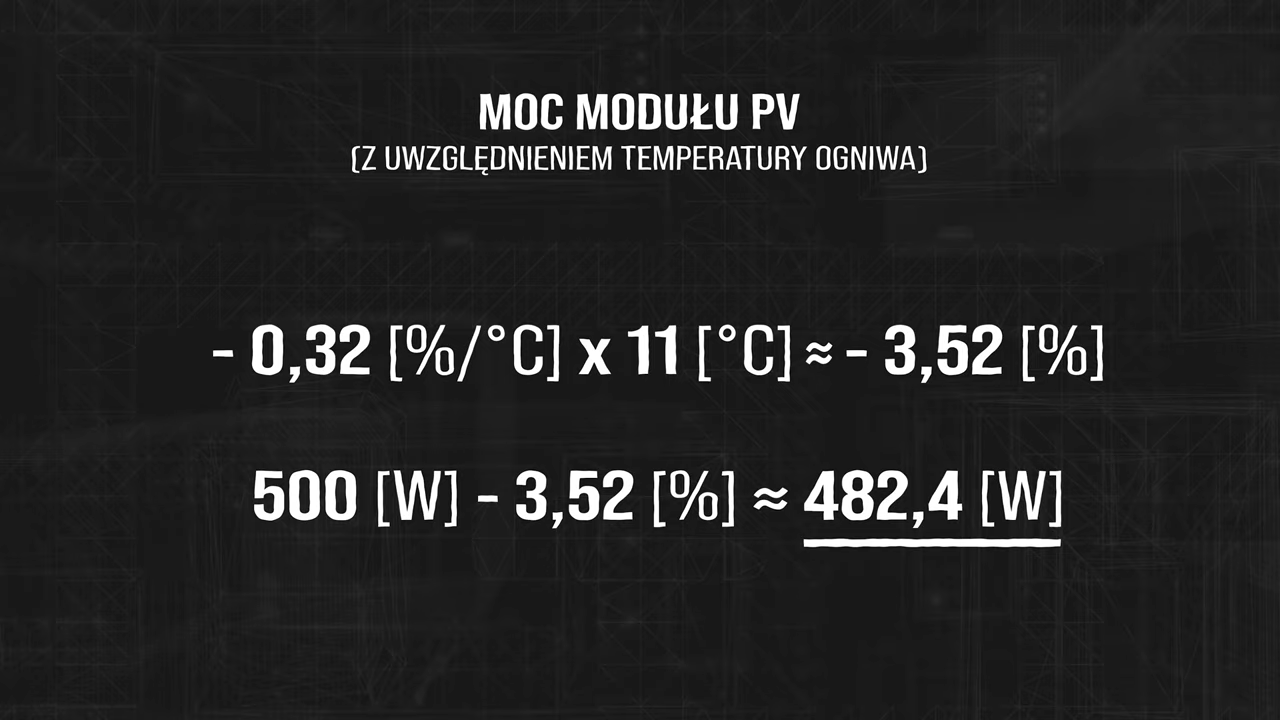 MOC MODUŁU PV
(Z UWZGLĘDNIENIEM TEMPERATURY OGNIWA)
- 0,32 [%/°C] x 11 [°C] ≈ - 3,52 [%]
500 [W] - 3,52 [%] ≈ 482,4 [W]